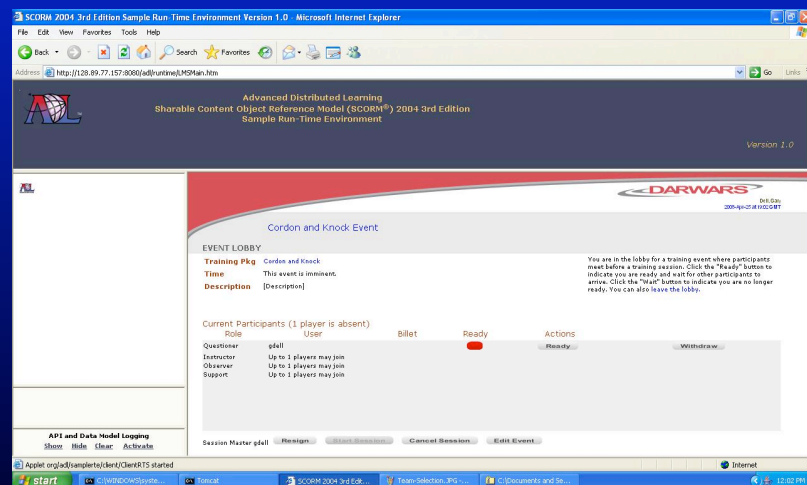 SCORM 2004 3rd Edition Sample Run-Time Environment Version 1.0 - Microsoft Internet Explorer
File Edit View Favorites Tools Help
Back Search Favorites
Address http://128.89.77.157:8080/adl/runtime/LMSMain.htm Go Links
Advanced Distributed Learning
Sharable Content Object Reference Model (SCORM®) 2004 3rd Edition
Sample Run-Time Environment
Version 1.0
DARWARS
Cordon and Knock Event
EVENT LOBBY
Training Pkg Cordon and Knock
Time This event is imminent.
Description [Description]
You are in the lobby for a training event where participants
meet before a training session. Click the "Ready" button to
indicate you are ready and wait for other participants to
arrive. Click the "Wait" button to indicate you are no longer
ready. You can also leave the lobby.
Current Participants (1 player is absent)
Role User Billet Ready Actions
Questioner gdell Ready Withdraw
Instructor Up to 1 players may join
Observer Up to 1 players may join
Support Up to 1 players may join
API and Data Model Logging
Show Hide Clear Activate
Session Master gdell Resign Start Session Cancel Session Edit Event
Applet org/adl/samplerte/client/ClientRTS started Internet
start C:\WINDOWS\syste... Tomcat SCORM 2004 3rd Edit... Team-Selection.JPG -... C:\Documents and Se... 12:02 PM